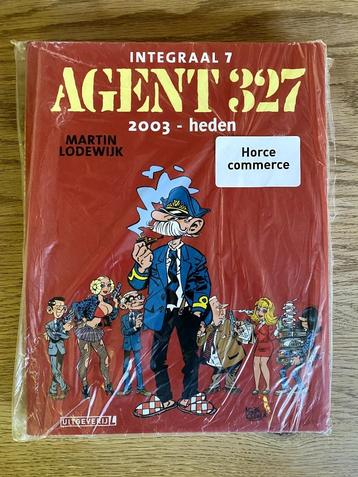 INTEGRAAL 7
AGENT 327
2003 - heden
MARTIN
LODEWIJK
Horce
commerce
UITGEVERIJ L